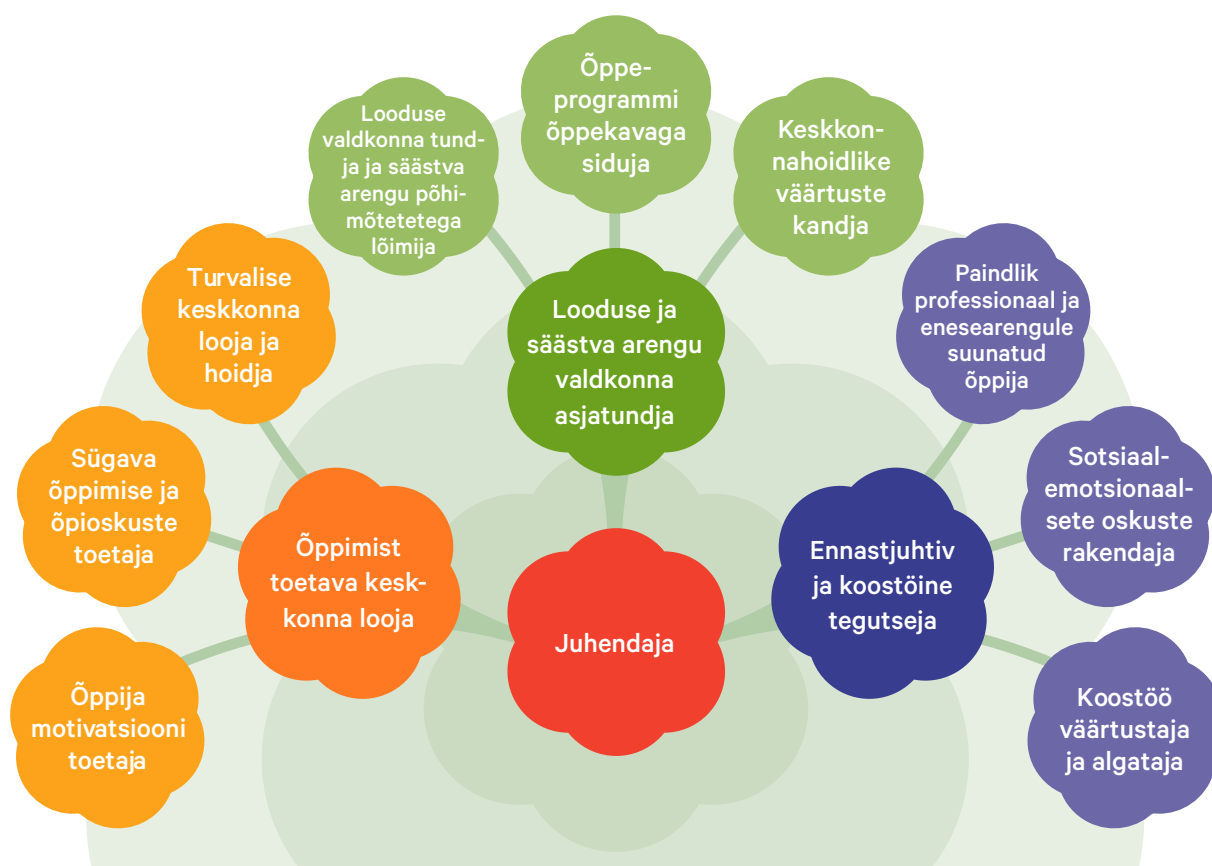 Õppe-
programmi
õppekavaga
siduja
Looduse
valdkonna tund-
ja ja säästva
arengu põhi-
mõtetetega
lõimija
Keskkon-
nahoidlike
väärtuste
kandja
Turvalise
keskkonna
looja ja
hoidja
Looduse ja
säästva arengu
valdkonna
asjatundja
Paindlik
professionaal ja
enesearengule
suunatud
õppija
Sügava
õppimise ja
õpioskuste
toetaja
Sotsiaal-
emotsionaal-
sete oskuste
rakendaja
Õppimist
toetava kesk-
konna looja
Juhendaja
Ennastjuhtiv
ja koostöine
tegutseja
Õppija
motivatsiooni
toetaja
Koostöö
väärtustaja
ja algataja